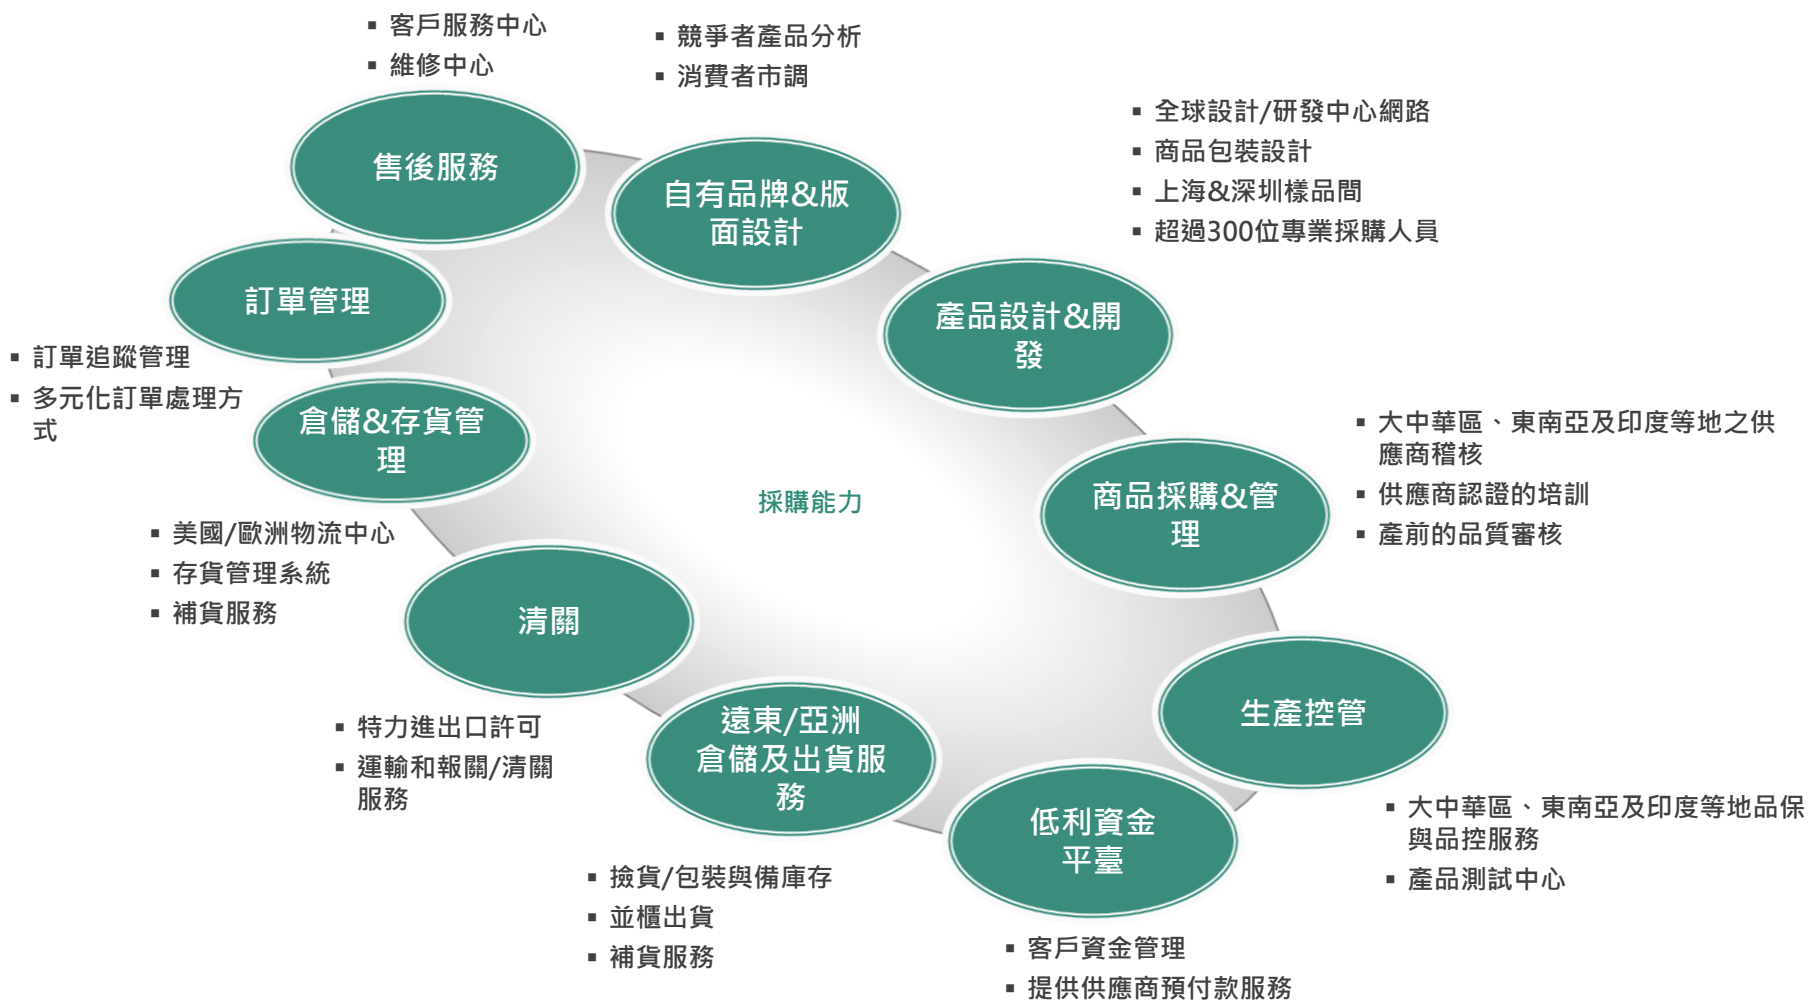 ▪ 客戶服務中心
▪ 維修中心
▪ 競爭者產品分析
▪ 消費者市調
▪ 全球設計/研發中心網路
▪ 商品包裝設計
▪ 上海&深圳樣品間
▪ 超過300位專業採購人員
售後服務
自有品牌&版
面設計
訂單管理
產品設計&開
發
▪ 訂單追蹤管理
▪ 多元化訂單處理方
式
倉儲&存貨管
理
▪ 大中華區、東南亞及印度等地之供
應商稽核
▪ 供應商認證的培訓
▪ 產前的品質審核
採購能力
商品採購&管
理
▪ 美國/歐洲物流中心
▪ 存貨管理系統
▪ 補貨服務
清關
▪ 特力進出口許可
▪ 運輸和報關/清關
服務
遠東/亞洲
倉儲及出貨服
務
生產控管
低利資金
平臺
▪ 大中華區、東南亞及印度等地品保
與品控服務
▪ 產品測試中心
▪ 撿貨/包裝與備庫存
▪ 並櫃出貨
▪ 補貨服務
▪ 客戶資金管理
▪ 提供供應商預付款服務